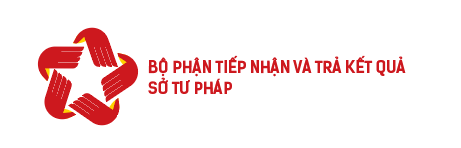 BỘ PHẬN TIẾP NHẬN VÀ TRẢ KẾT QUẢ
SỞ TƯ PHÁP